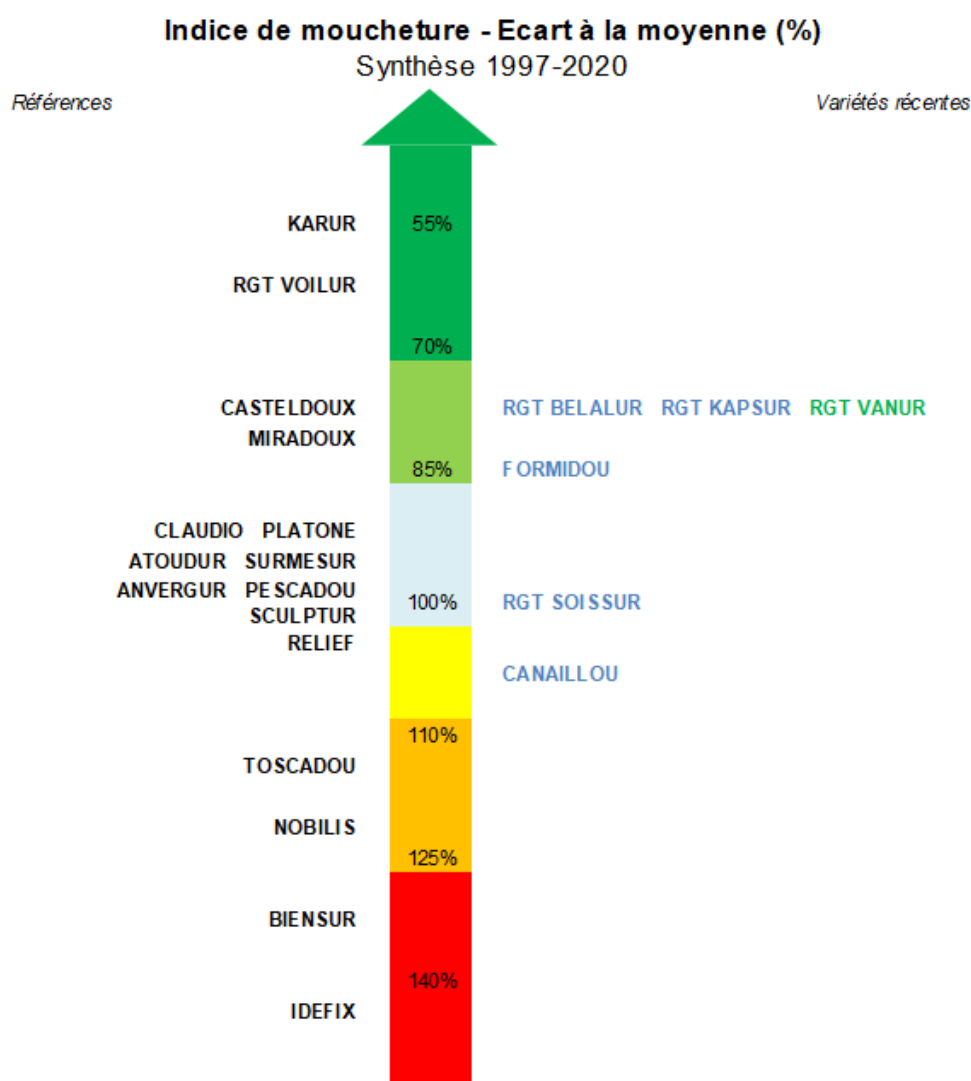 Indice de moucheture - Ecart à la moyenne (%)
Synthèse 1997-2020
Références Variétés récentes
KARUR 55%
RGT VOILUR
70%
CASTELDOUX RGT BELALUR RGT KAPSUR RGT VANUR
MIRADOUX
85% FORMIDOU
CLAUDIO PLATONE
ATOUDUR SURMESUR
ANVERGUR PESCADOU
100% RGT SOISSUR
SCULPTUR
RELIEF
CANAILLOU
110%
TOSCADOU
NOBILIS
125%
BIENSUR
140%
IDEFIX